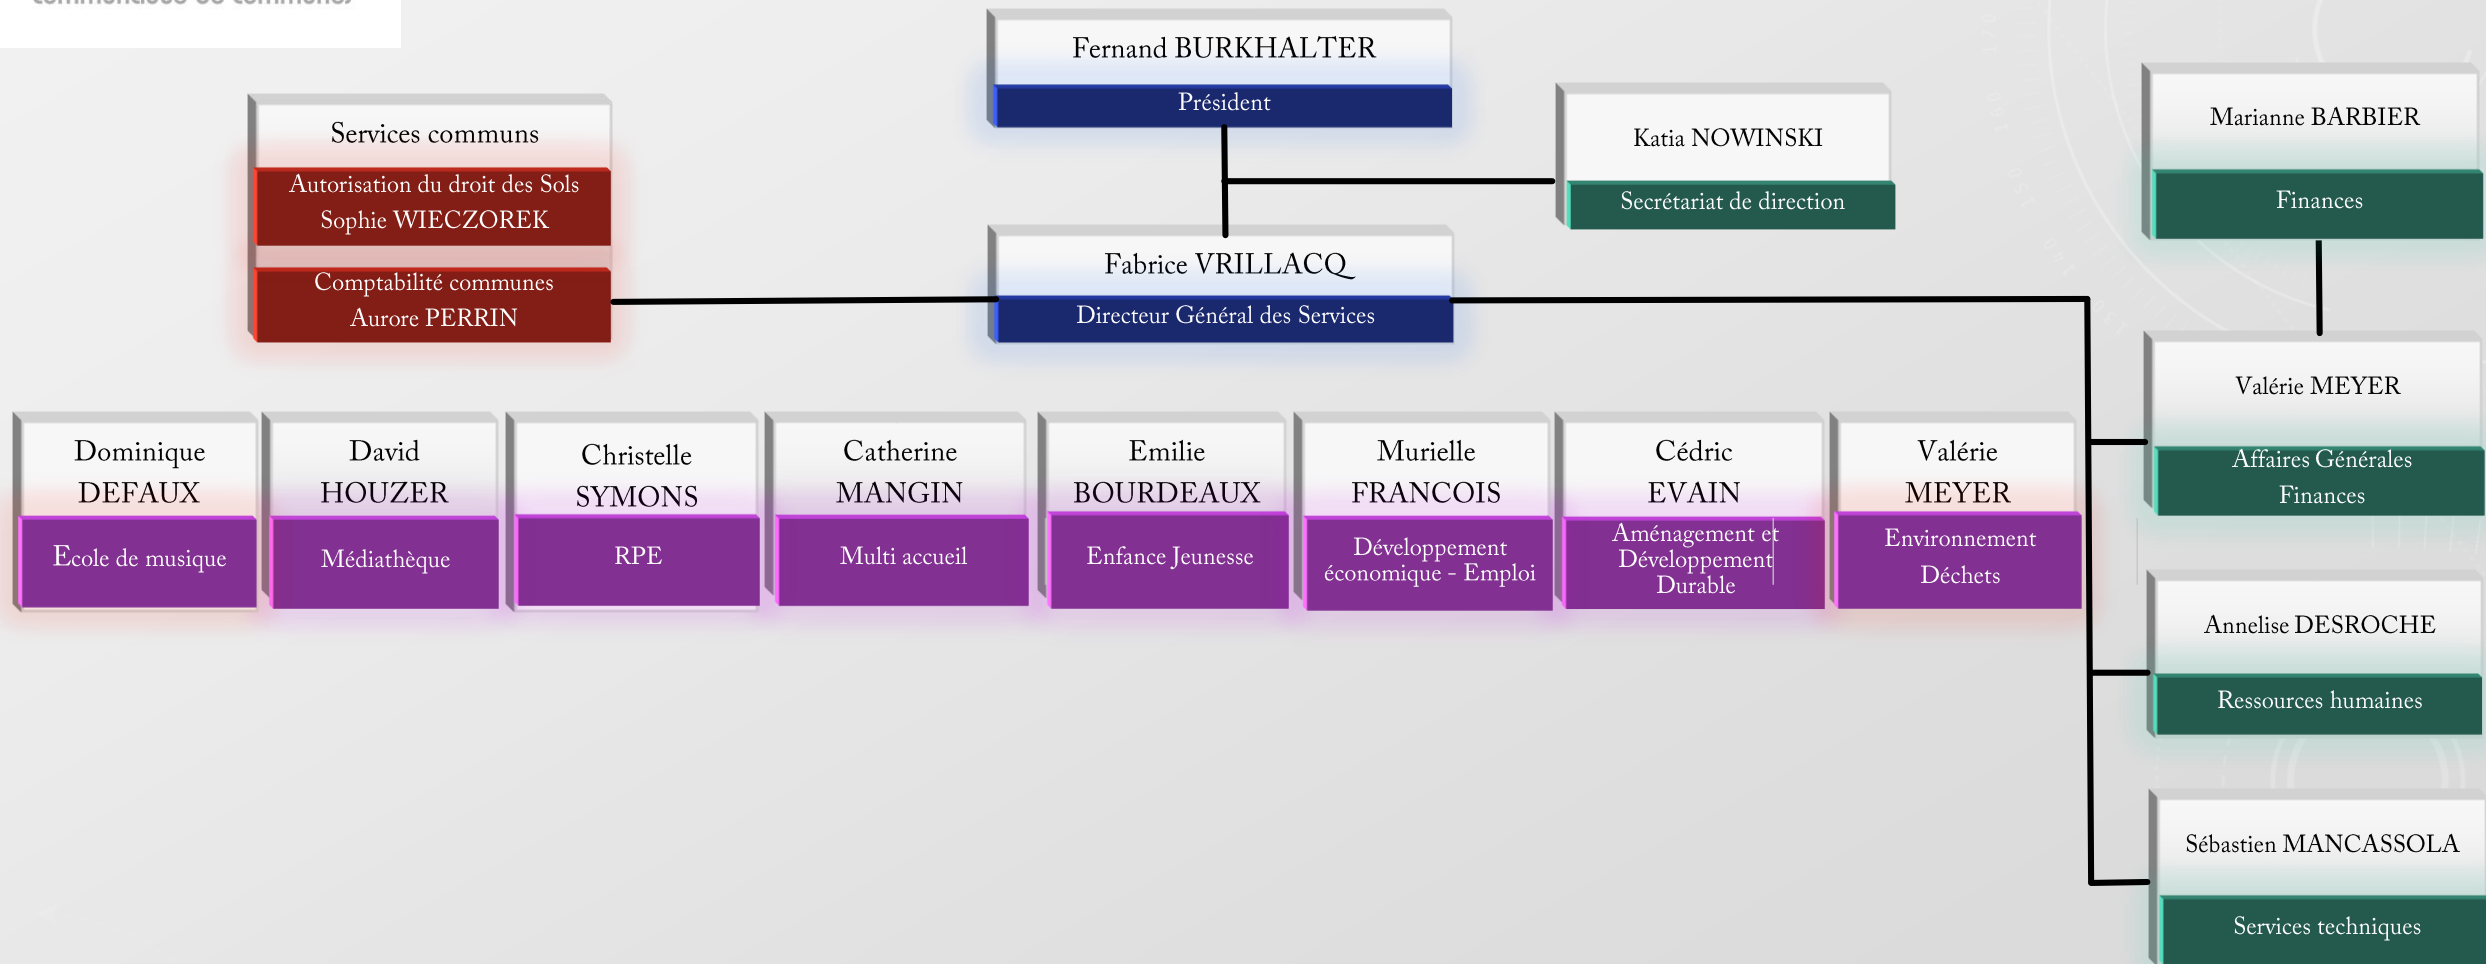 Fernand BURKHALTER
Président
Services communs
Autorisation du droit des Sols
Sophie WIECZOREK
Comptabilité communes
Aurore PERRIN
Katia NOWINSKI
Secrétariat de direction
Marianne BARBIER
Finances
Fabrice VRILLACQ
Directeur Général des Services
Valérie MEYER
Affaires Générales
Finances
Dominique
DEFAUX
Ecole de musique
David
HOUZER
Médiathèque
Christelle
SYMONS
RPE
Catherine
MANGIN
Multi accueil
Emilie
BOURDEAUX
Enfance Jeunesse
Murielle
FRANCOIS
Développement
économique - Emploi
Cédric
EVAIN
Aménagement et
Développement
Durable
Valérie
MEYER
Environnement
Déchets
Annelise DESROCHE
Ressources humaines
Sébastien MANCASSOLA
Services techniques